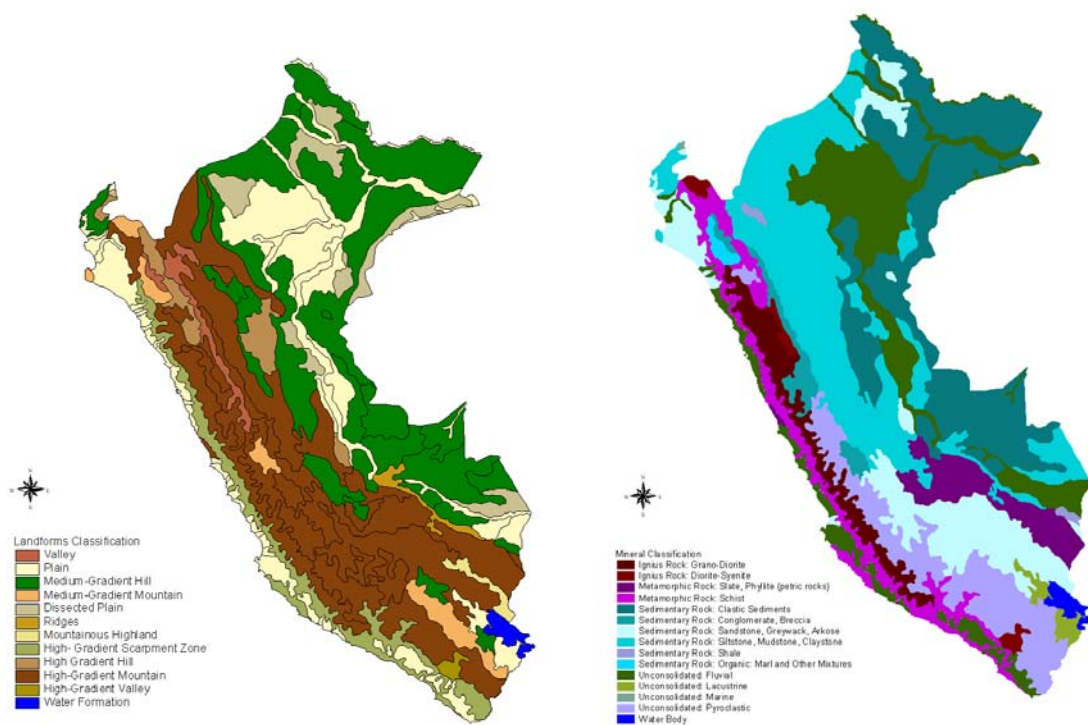 Landforms Classification
Valley
Plain
Medium-Gradient Hill
Medium-Gradient Mountain
Dissected Plain
Ridges
Mountainous Highland
High- Gradient Scarpment Zone
High Gradient Hill
High-Gradient Mountain
High-Gradient Valley
Water Formation
Mineral Classification
Ignius Rock: Grano-Diorite
Ignius Rock: Diorite-Syenite
Metamorphic Rock: Slate, Phyllite (petric rocks)
Metamorphic Rock: Schist
Sedimentary Rock: Clastic Sediments
Sedimentary Rock: Conglomerate, Breccia
Sedimentary Rock: Sandstone, Greywack, Arkose
Sedimentary Rock: Siltstone, Mudstone, Claystone
Sedimentary Rock: Shale
Sedimentary Rock: Organic: Marl and Other Mixtures
Unconsolidated: Fluvial
Unconsolidated: Lacustrine
Unconsolidated: Marine
Unconsolidated: Pyroclastic
Water Body